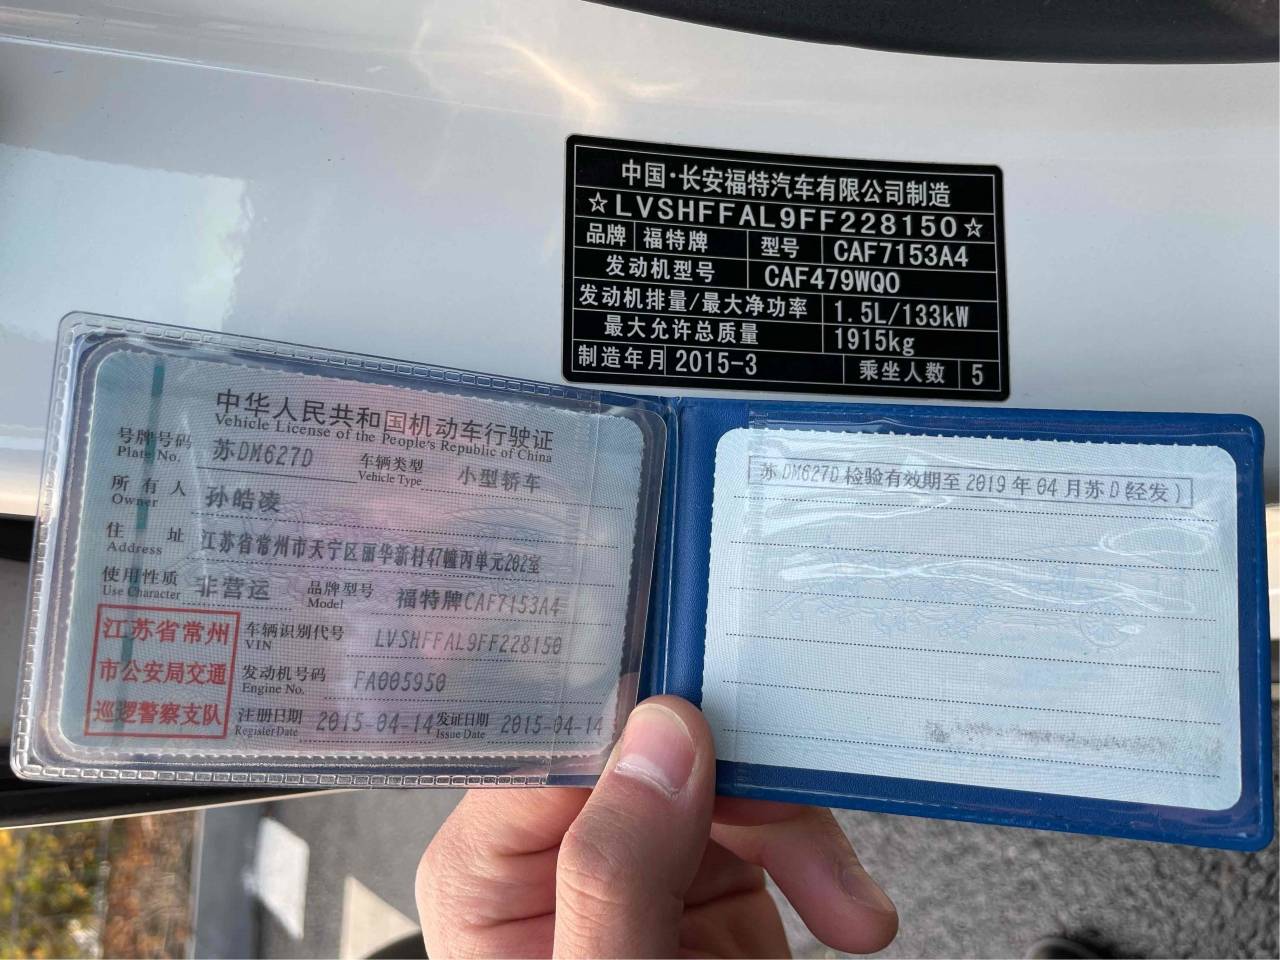 中国·长安福特汽车有限公司制造
☆LVSHFFAL9FF228150☆
品牌 福特牌 型号 CAF7153A4
发动机型号 CAF479WQ0
发动机排量/最大净功率 1.5L/133kW
最大允许总质量 1915kg
制造年月 2015-3 乘坐人数 5
中华人民共和国机动车行驶证
Vehicle License of the People's Republic of China
号牌号码 苏DM627D 车辆类型 小型轿车
Plate No. Vehicle Type
所有人 孙皓凌
Owner
住址 江苏省常州市天宁区丽华新村47幢丙单元202室
Address
使用性质 非营运 品牌型号 福特牌CAF7153A4
Use Character Model
江苏省常州
市公安局交通
巡逻警察支队
车辆识别代号 LVSHFFAL9FF228150
VIN
发动机号码 FA005950
Engine No.
注册日期 2015-04-14 发证日期 2015-04-14
Register Date Issue Date
苏DM627D检验有效期至2019年04月苏D(经发)